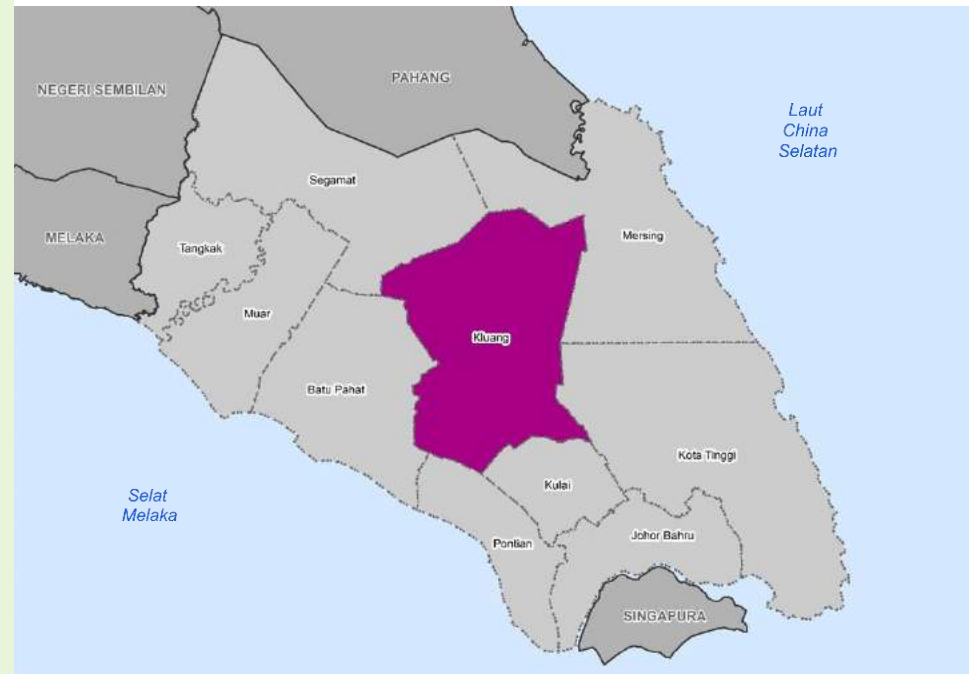 NEGERI SEMBILAN
PAHANG
Laut
China
Selatan
Segamat
MELAKA
Tangkak
Mersing
Muar
Kluang
Batu Pahat
Kota Tinggi
Selat
Melaka
Kulai
Pontian
Johor Bahru
SINGAPURA